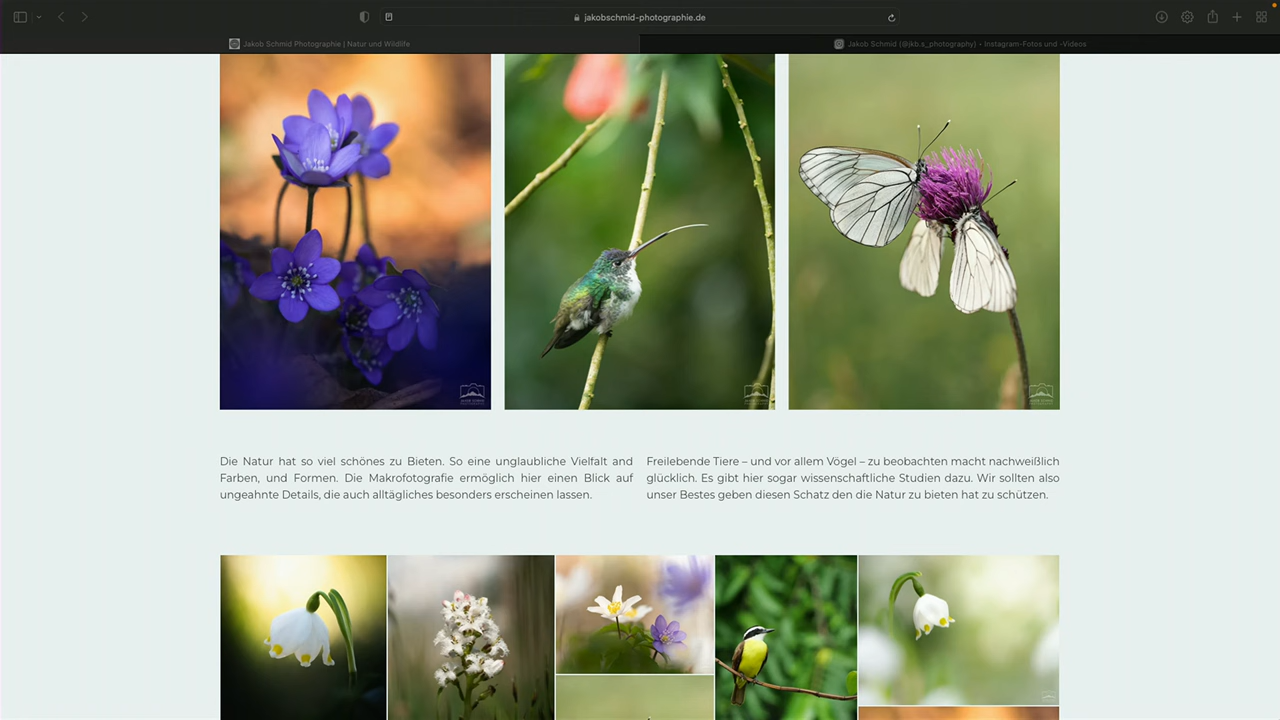 jakobschmid-photographie.de
Jakob Schmid Photographie | Natur und Wildlife
Jakob Schmid (@jkb.s_photography) • Instagram-Fotos und -Videos
Die Natur hat so viel schönes zu Bieten. So eine unglaubliche Vielfalt and
Farben, und Formen. Die Makrofotografie ermöglich hier einen Blick auf
ungeahnte Details, die auch alltägliches besonders erscheinen lassen.
Freilebende Tiere – und vor allem Vögel – zu beobachten macht nachweißlich
glücklich. Es gibt hier sogar wissenschaftliche Studien dazu. Wir sollten also
unser Bestes geben diesen Schatz den die Natur zu bieten hat zu schützen.